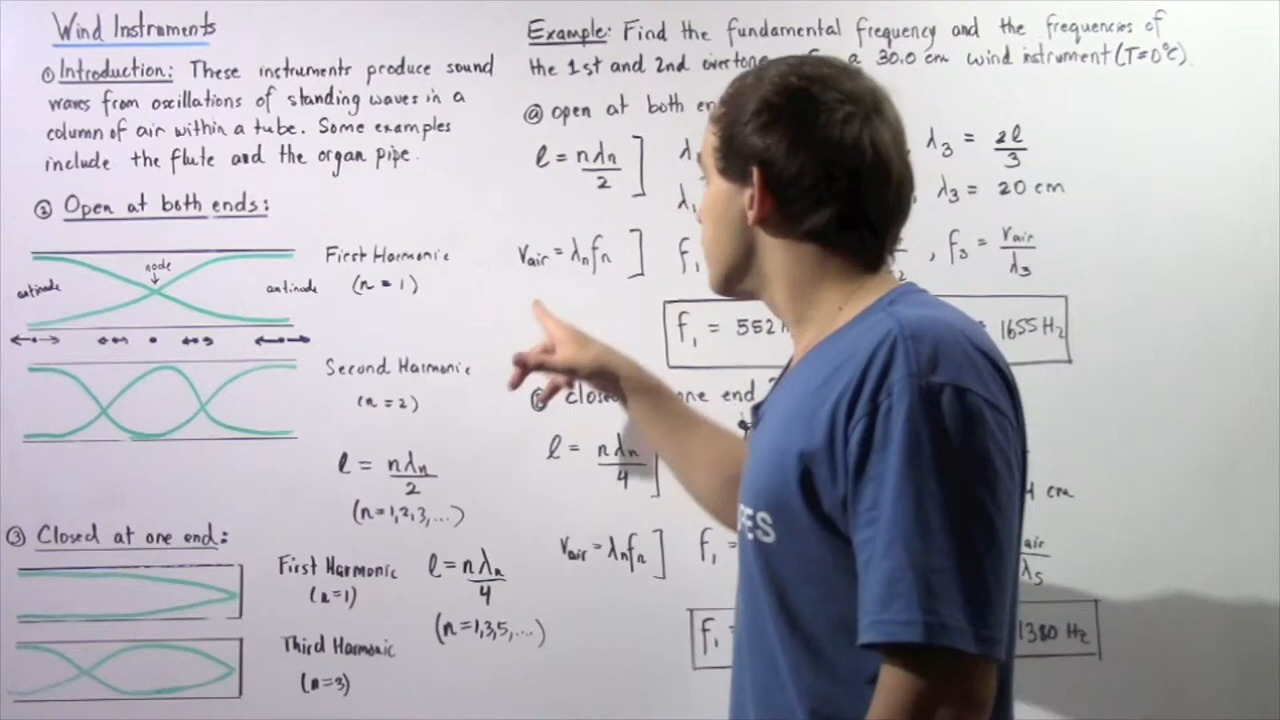 Wind Instruments
① Introduction: These instruments produce sound
waves from oscillations of standing waves in a
column of air within a tube. Some examples
include the flute and the organ pipe.
② Open at both ends:
node
antinode
antinode
First Harmonic
(n = 1)
Second Harmonic
(n = 2)
l = nλn/2
(n = 1,2,3,...)
③ Closed at one end:
First Harmonic
(n=1)
l = nλn/4
(n=1,3,5,...)
Third Harmonic
(n=3)
Example: Find the fundamental frequency and the frequencies of
the 1st and 2nd a 30.0 cm wind instrument (T=0°C).
ⓐ open at both
l = nλn/2 ]
λ3 = 2l/3
λ3 = 20 cm
Vair = λnfn ]
, f3 = Vair/λ3
f1 = 552
1655 Hz
one end
l = nλn/4 ]
cm
Vair = λnfn ] f1 =
λ5
f1
1380 Hz